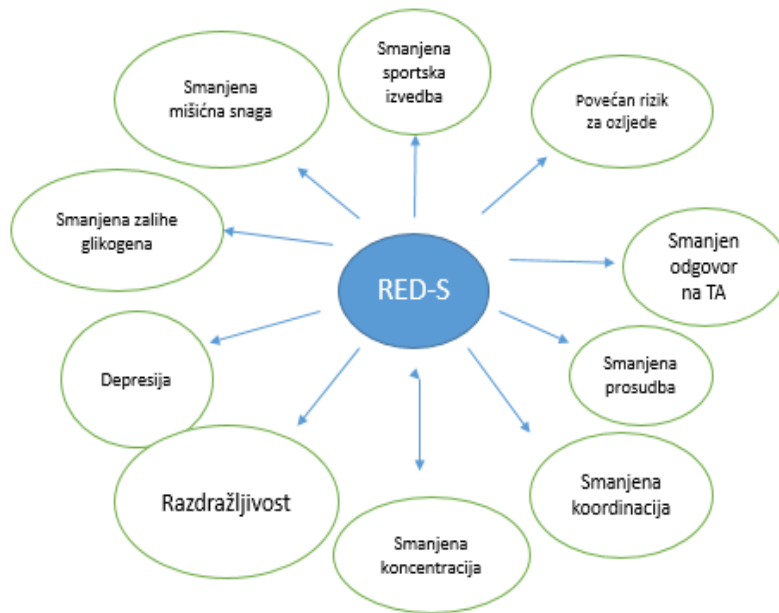 Smanjena
sportska
izvedba
Smanjena
mišićna snaga
Povećan rizik
za ozljede
Smanjena zalihe
glikogena
Smanjen
odgovor
na TA
RED-S
Depresija
Smanjena
prosudba
Razdražljivost
Smanjena
koordinacija
Smanjena
koncentracija